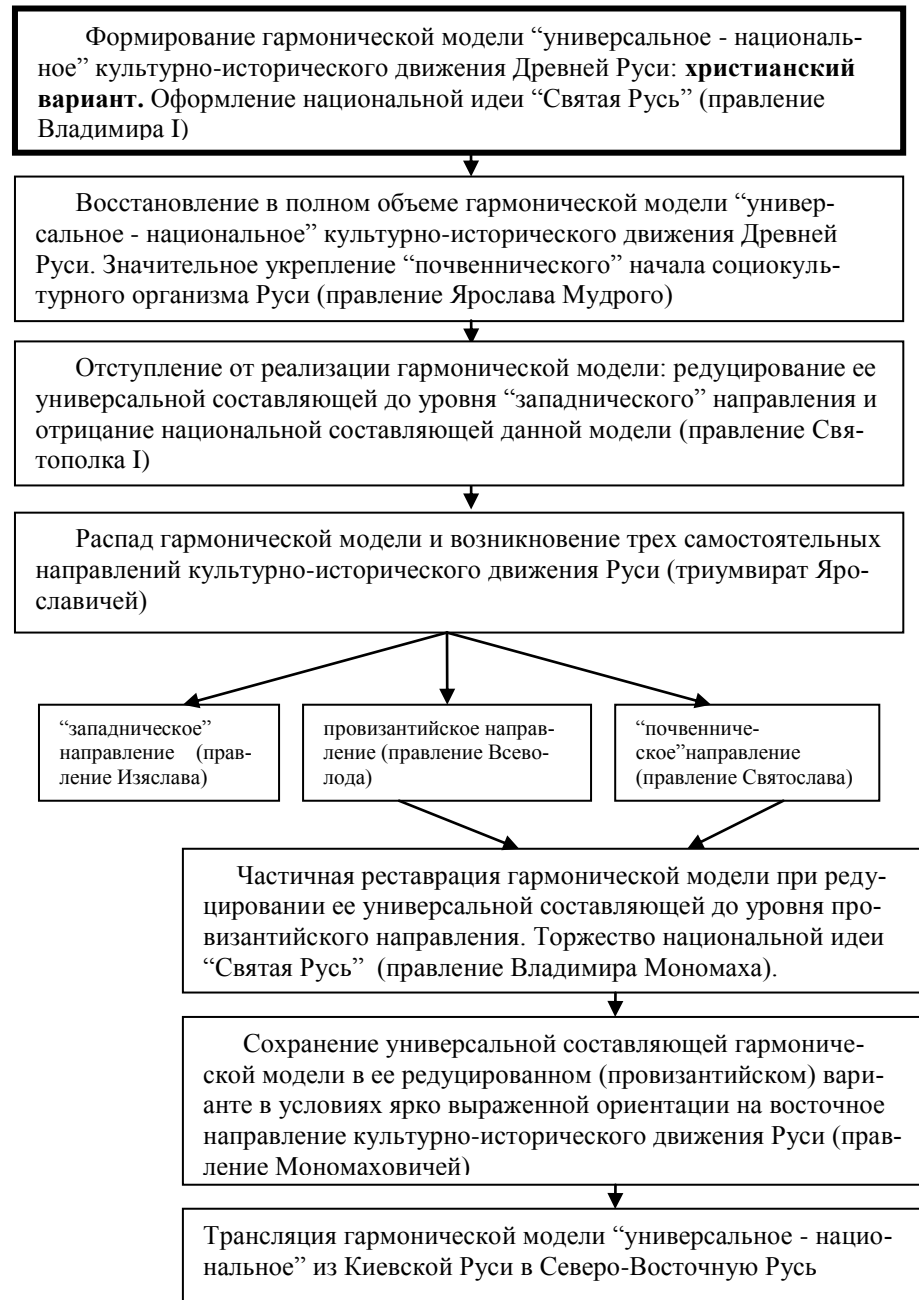 Формирование гармонической модели “универсальное - националь-
ное” культурно-исторического движения Древней Руси: христианский
вариант. Оформление национальной идеи “Святая Русь” (правление
Владимира I)
Восстановление в полном объеме гармонической модели “универ-
сальное - национальное” культурно-исторического движения Древней
Руси. Значительное укрепление “почвеннического” начала социокуль-
турного организма Руси (правление Ярослава Мудрого)
Отступление от реализации гармонической модели: редуцирование ее
универсальной составляющей до уровня “западнического” направления и
отрицание национальной составляющей данной модели (правление Свя-
тополка I)
Распад гармонической модели и возникновение трех самостоятельных
направлений культурно-исторического движения Руси (триумвират Яро-
славичей)
“западническое”
направление (прав-
ление Изяслава)
провизантийское направ-
ление (правление Всево-
лода)
“почвенниче-
ское”направление
(правление Святослава)
Частичная реставрация гармонической модели при реду-
цировании ее универсальной составляющей до уровня про-
византийского направления. Торжество национальной идеи
“Святая Русь” (правление Владимира Мономаха).
Сохранение универсальной составляющей гармониче-
ской модели в ее редуцированном (провизантийском) вари-
анте в условиях ярко выраженной ориентации на восточное
направление культурно-исторического движения Руси (прав-
ление Мономаховичей)
Трансляция гармонической модели “универсальное - нацио-
нальное” из Киевской Руси в Северо-Восточную Русь